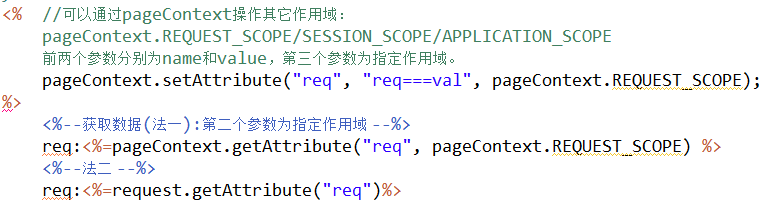 <%  //可以通过pageContext操作其它作用域：
pageContext.REQUEST_SCOPE/SESSION_SCOPE/APPLICATION_SCOPE
前两个参数分别为name和value，第三个参数为指定作用域。
pageContext.setAttribute("req", "req===val", pageContext.REQUEST_SCOPE);
%>
<%--获取数据(法一):第二个参数为指定作用域 --%>
req:<%=pageContext.getAttribute("req", pageContext.REQUEST_SCOPE) %>
<%--法二 --%>
req:<%=request.getAttribute("req")%>